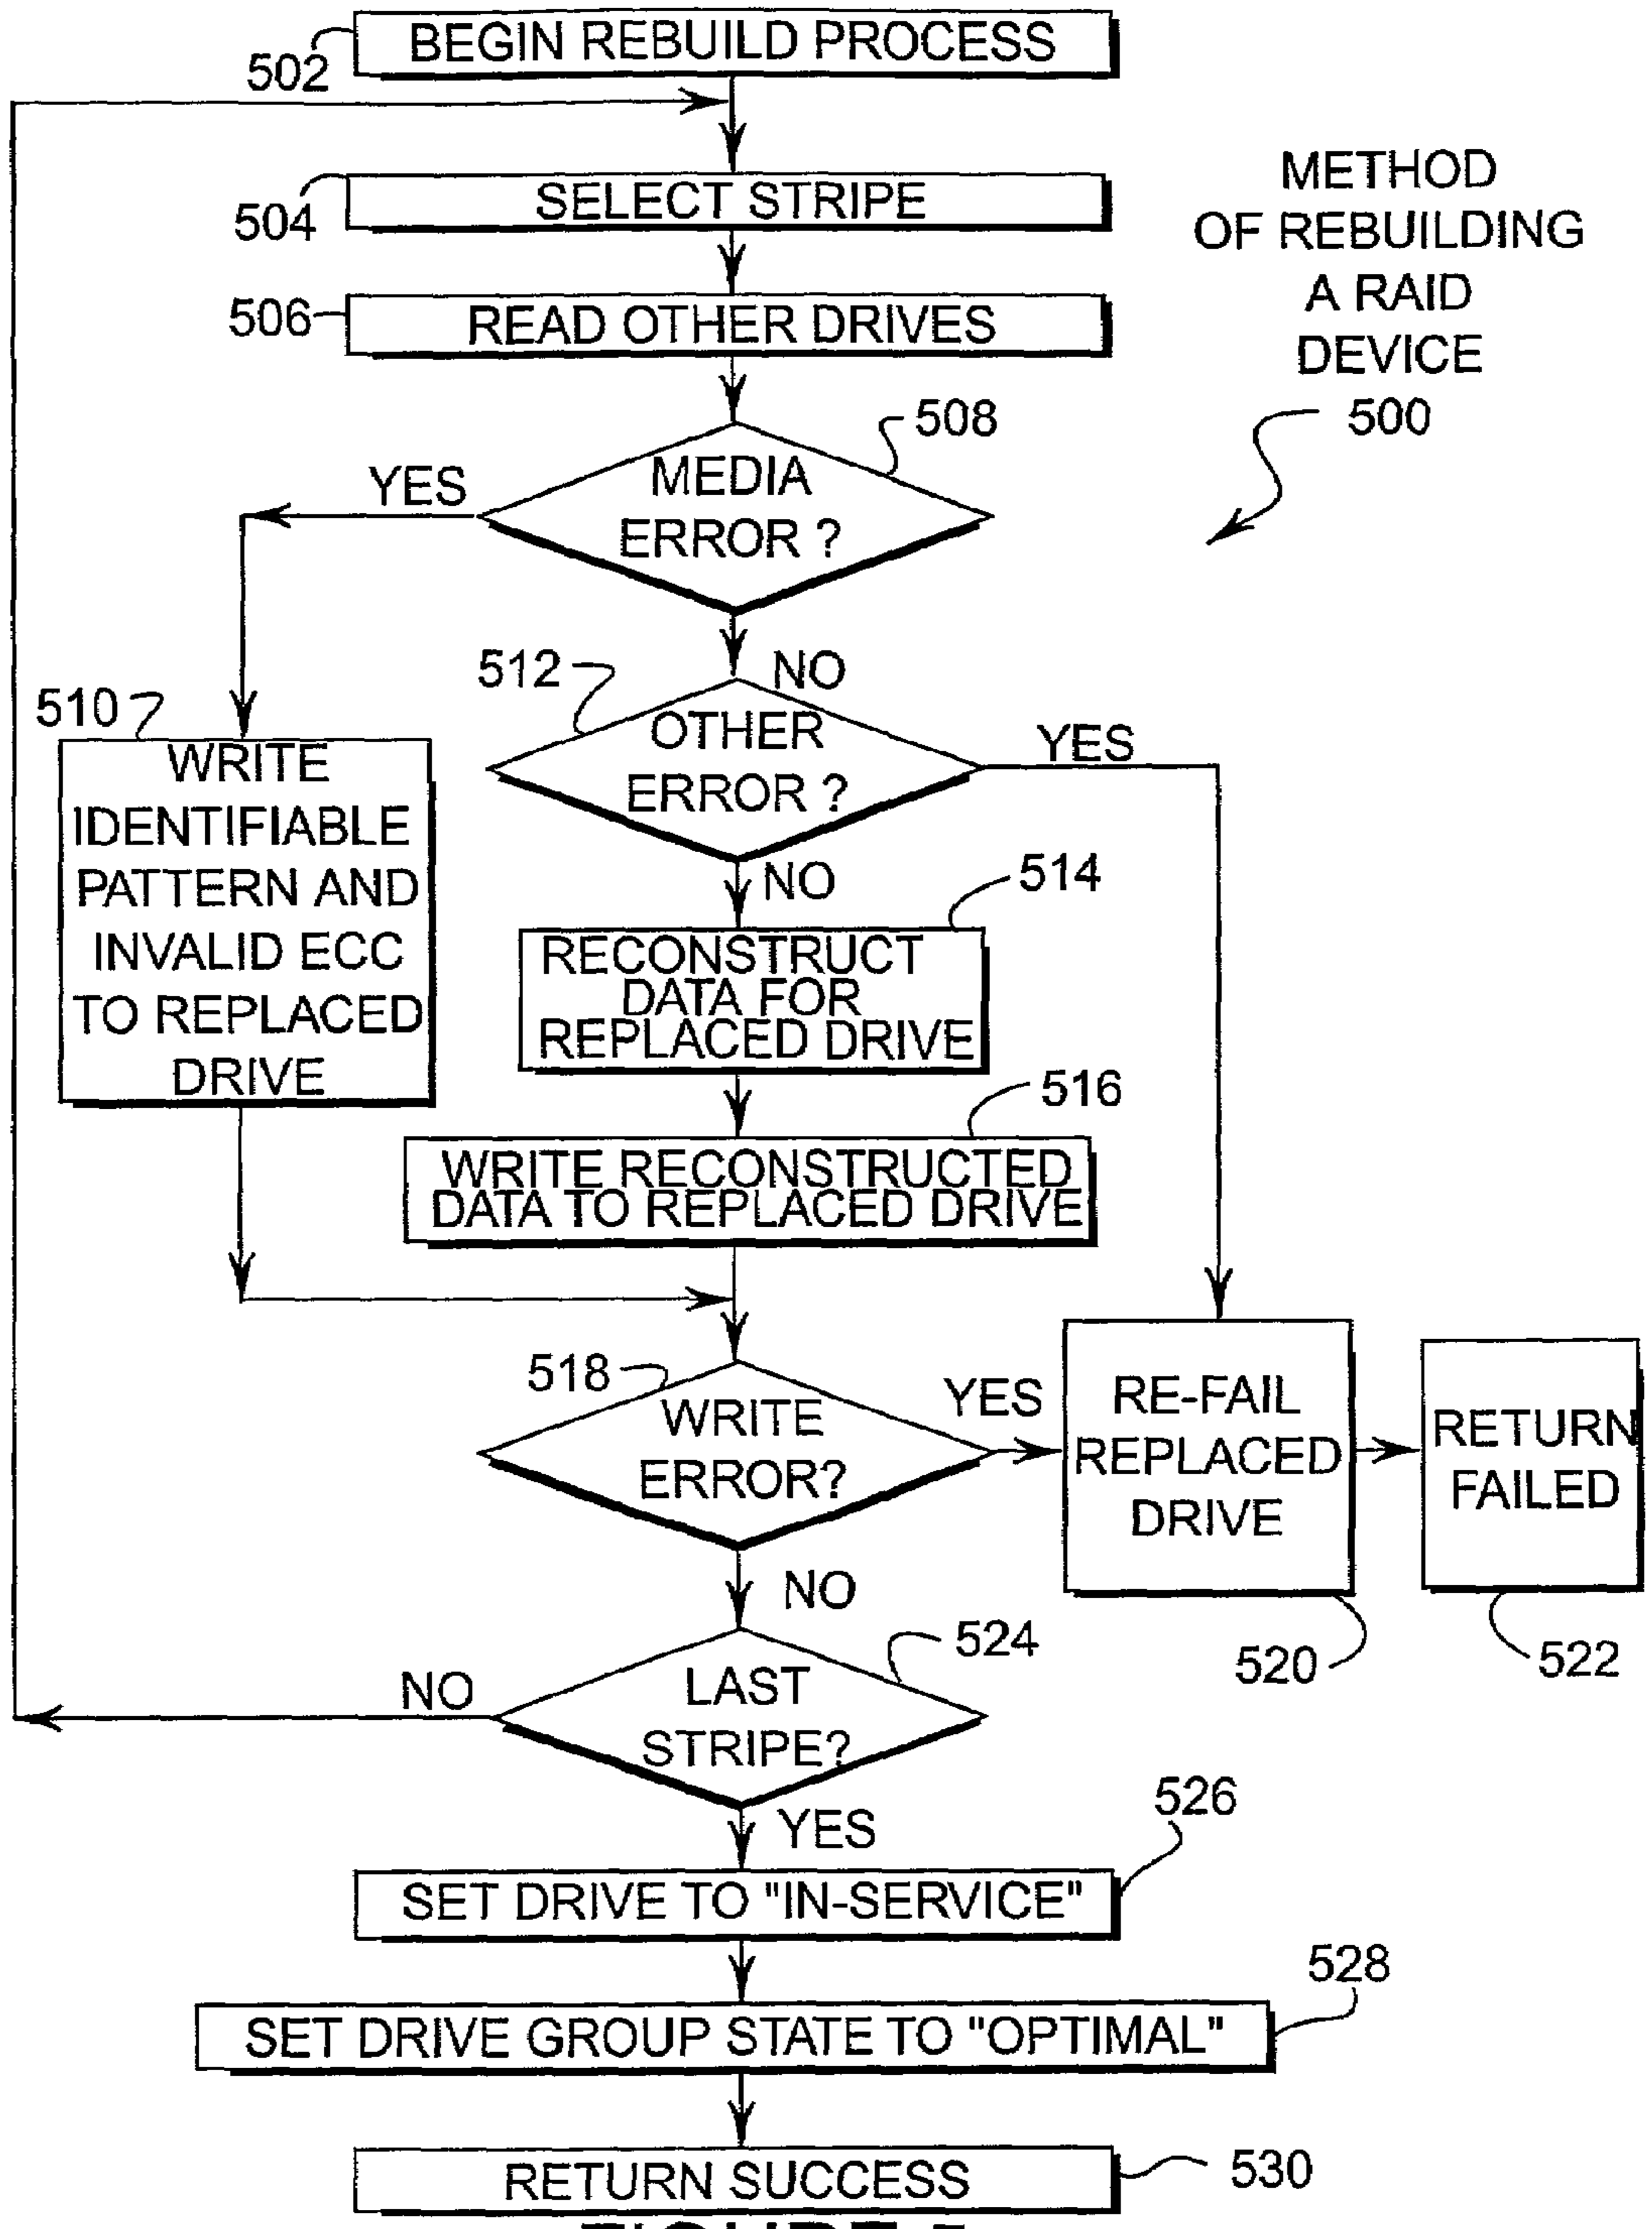 BEGIN REBUILD PROCESS
502
SELECT STRIPE
504
METHOD
OF REBUILDING
A RAID
DEVICE
500
READ OTHER DRIVES
506
508
MEDIA
ERROR ?
YES
NO
512
510
WRITE
IDENTIFIABLE
PATTERN AND
INVALID ECC
TO REPLACED
DRIVE
OTHER
ERROR ?
YES
NO
514
RECONSTRUCT
DATA FOR
REPLACED DRIVE
516
WRITE RECONSTRUCTED
DATA TO REPLACED DRIVE
518
WRITE
ERROR?
YES
RE-FAIL
REPLACED
DRIVE
RETURN
FAILED
NO
520
522
524
LAST
STRIPE?
NO
YES
526
SET DRIVE TO "IN-SERVICE"
528
SET DRIVE GROUP STATE TO "OPTIMAL"
RETURN SUCCESS
530